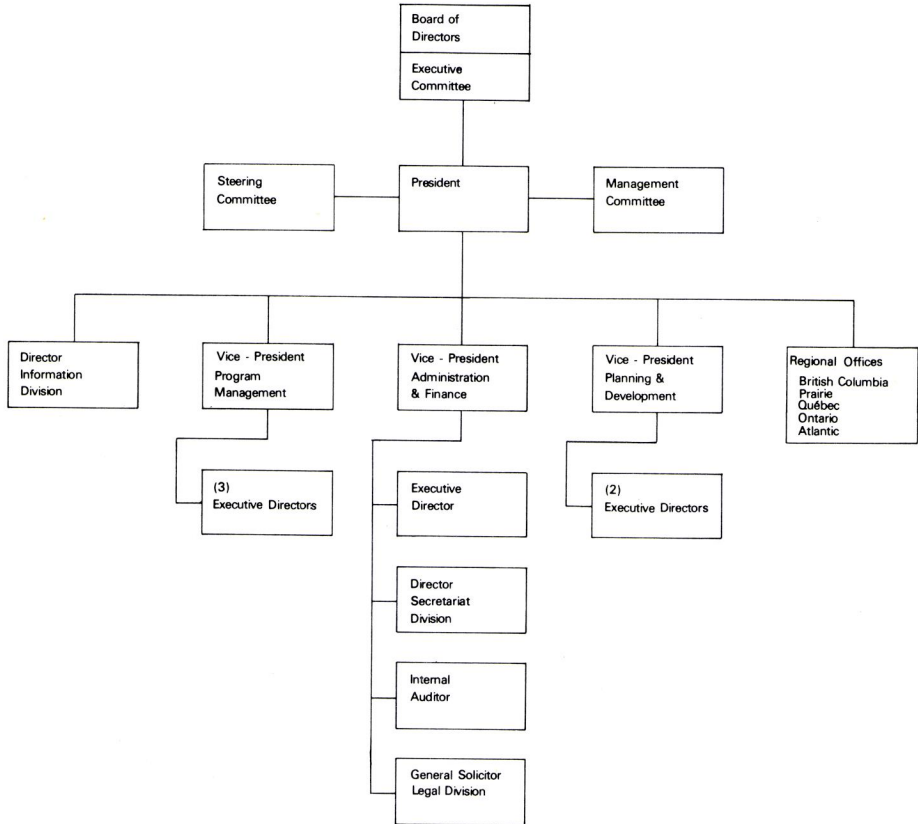 Board of
Directors
Executive
Committee
Steering
Committee
President
Management
Committee
Director
Information
Division
Vice - President
Program
Management
Vice - President
Administration
& Finance
Vice - President
Planning &
Development
Regional Offices
British Columbia
Prairie
Québec
Ontario
Atlantic
(3)
Executive Directors
Executive
Director
(2)
Executive Directors
Director
Secretariat
Division
Internal
Auditor
General Solicitor
Legal Division